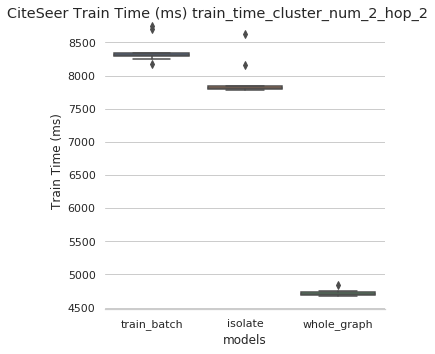 CiteSeer Train Time (ms) train_time_cluster_num_2_hop_2
8500
8000
7500
7000
6500
6000
5500
5000
4500
Train Time (ms)
train_batch
isolate
whole_graph
models